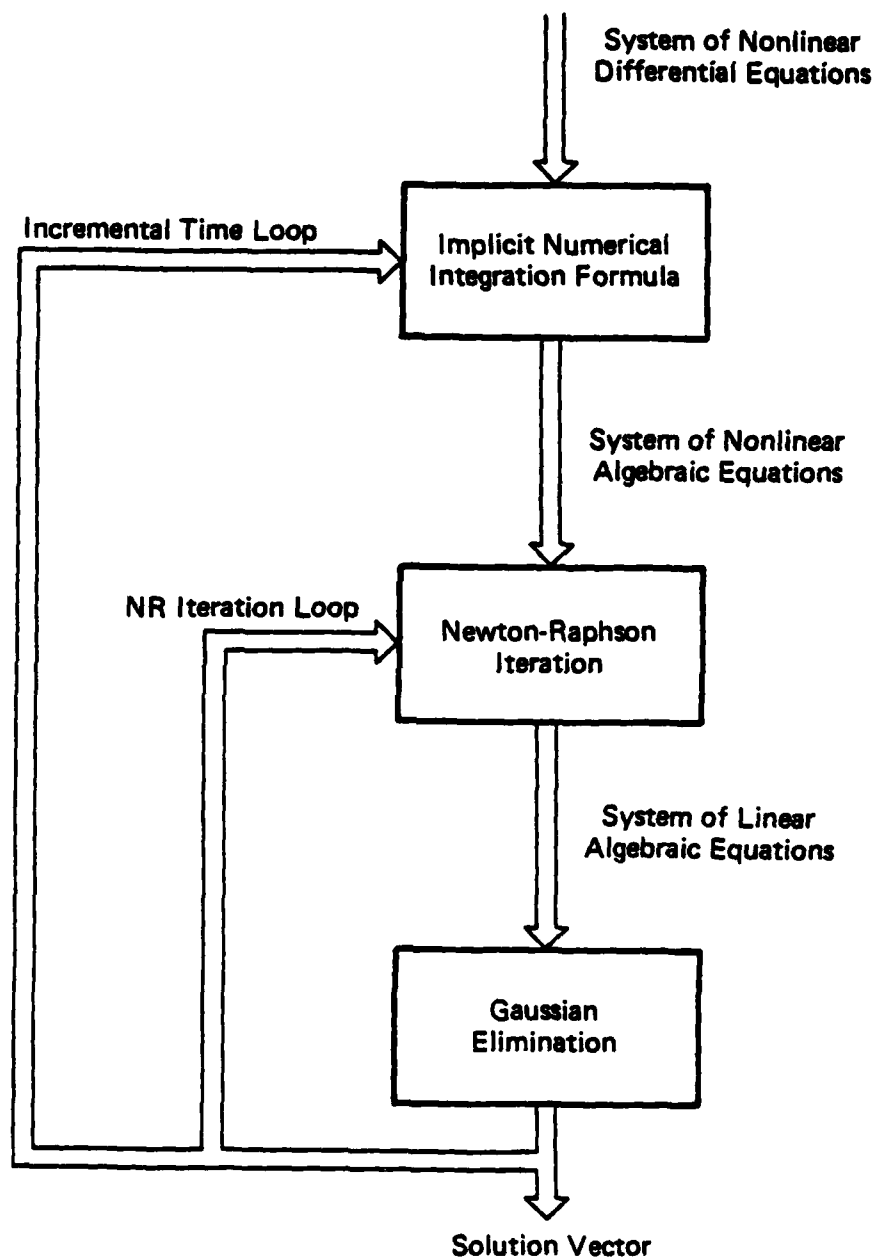 System of Nonlinear
Differential Equations
Incremental Time Loop
Implicit Numerical
Integration Formula
System of Nonlinear
Algebraic Equations
NR Iteration Loop
Newton-Raphson
Iteration
System of Linear
Algebraic Equations
Gaussian
Elimination
Solution Vector